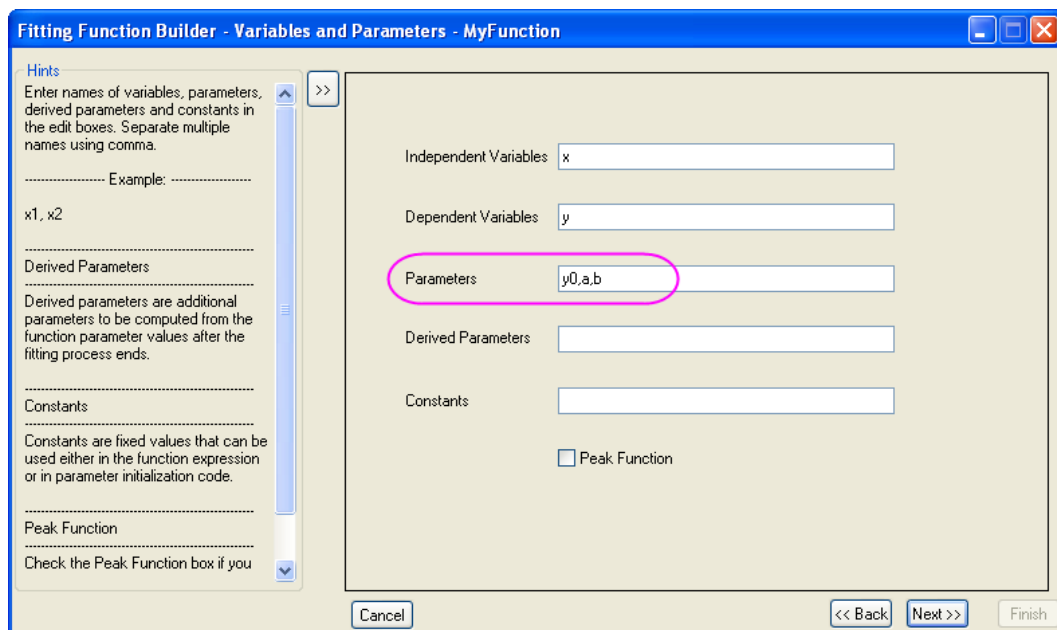 Fitting Function Builder - Variables and Parameters - MyFunction
Hints
Enter names of variables, parameters,
derived parameters and constants in
the edit boxes. Separate multiple
names using comma.
-------------------- Example: --------------------
x1, x2
---------------------------------------------------------
Derived Parameters
---------------------------------------------------------
Derived parameters are additional
parameters to be computed from the
function parameter values after the
fitting process ends.
---------------------------------------------------------
Constants
---------------------------------------------------------
Constants are fixed values that can be
used either in the function expression
or in parameter initialization code.
---------------------------------------------------------
Peak Function
---------------------------------------------------------
Check the Peak Function box if you
>>
Independent Variables x
Dependent Variables y
Parameters y0,a,b
Derived Parameters
Constants
Peak Function
Cancel << Back Next >> Finish